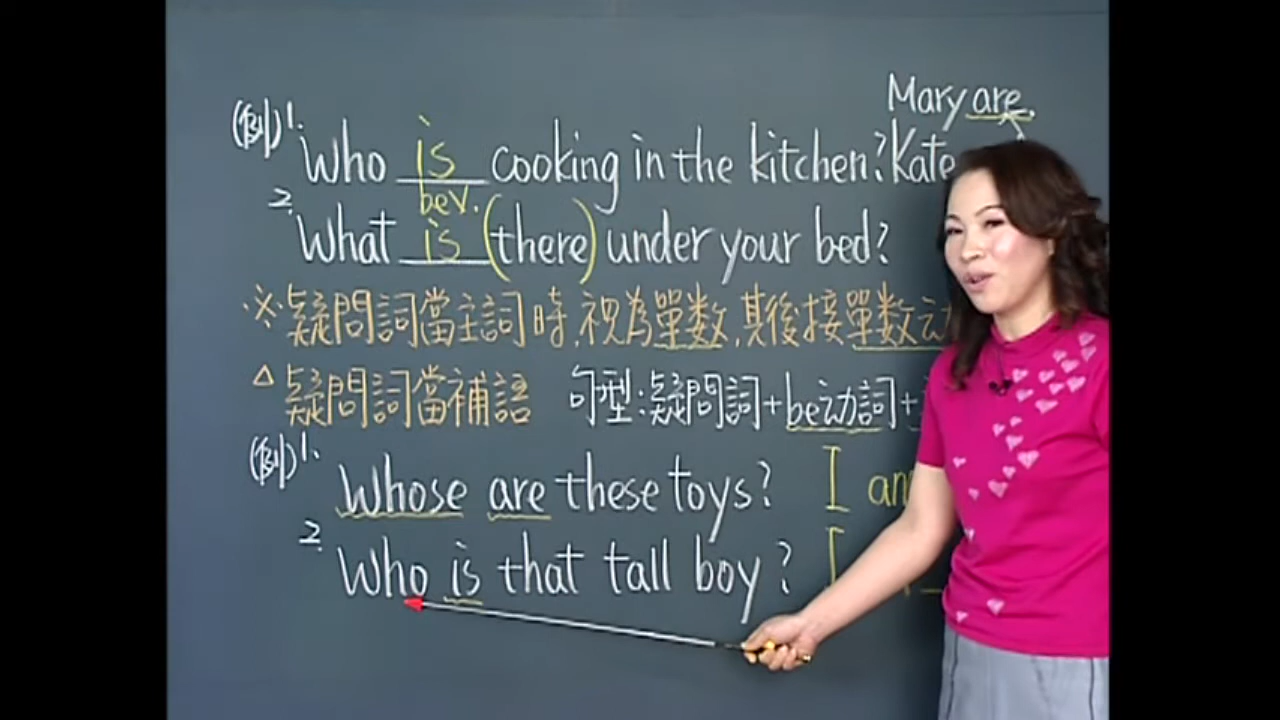 Mary are.
(例)1. Who is cooking in the kitchen? Kate
beV.
2. What is (there) under your bed?
※疑問詞當主詞時,視為單数,其後接單数动
△疑問詞當補語 句型:疑問詞+be动詞+
(例)1. Whose are these toys? I am
2. Who is that tall boy? I